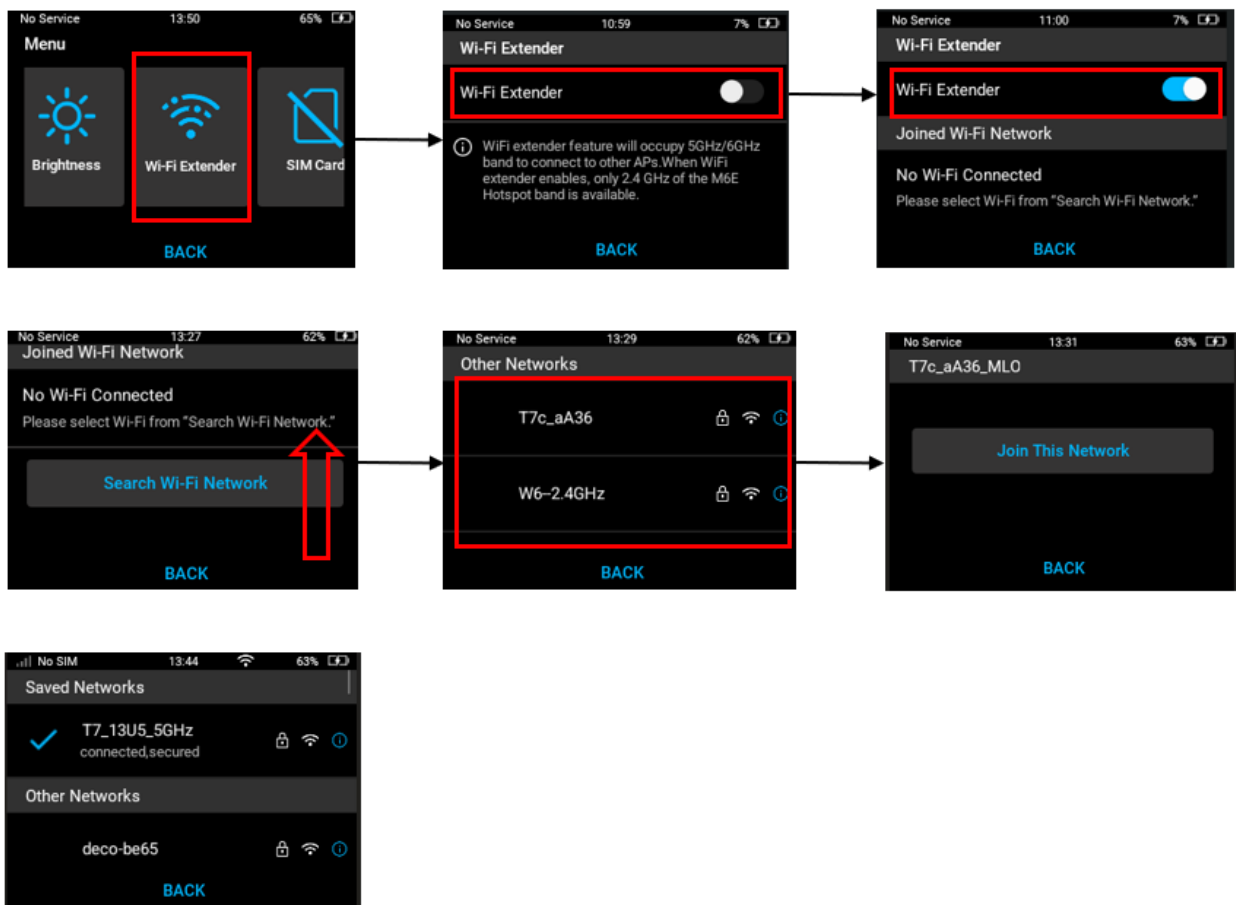 No Service 13:50 65%
Menu
Brightness Wi-Fi Extender SIM Card
BACK
No Service 10:59 7%
Wi-Fi Extender
Wi-Fi Extender
WiFi extender feature will occupy 5GHz/6GHz
band to connect to other APs.When WiFi
extender enables, only 2.4 GHz of the M6E
Hotspot band is available.
BACK
No Service 11:00 7%
Wi-Fi Extender
Wi-Fi Extender
Joined Wi-Fi Network
No Wi-Fi Connected
Please select Wi-Fi from “Search Wi-Fi Network.”
BACK
No Service 13:27 62%
Joined Wi-Fi Network
No Wi-Fi Connected
Please select Wi-Fi from “Search Wi-Fi Network.”
Search Wi-Fi Network
BACK
No Service 13:29 62%
Other Networks
T7c_aA36
W6–2.4GHz
BACK
No Service 13:31 63%
T7c_aA36_MLO
Join This Network
BACK
No SIM 13:44 63%
Saved Networks
T7_13U5_5GHz
connected,secured
Other Networks
deco-be65
BACK